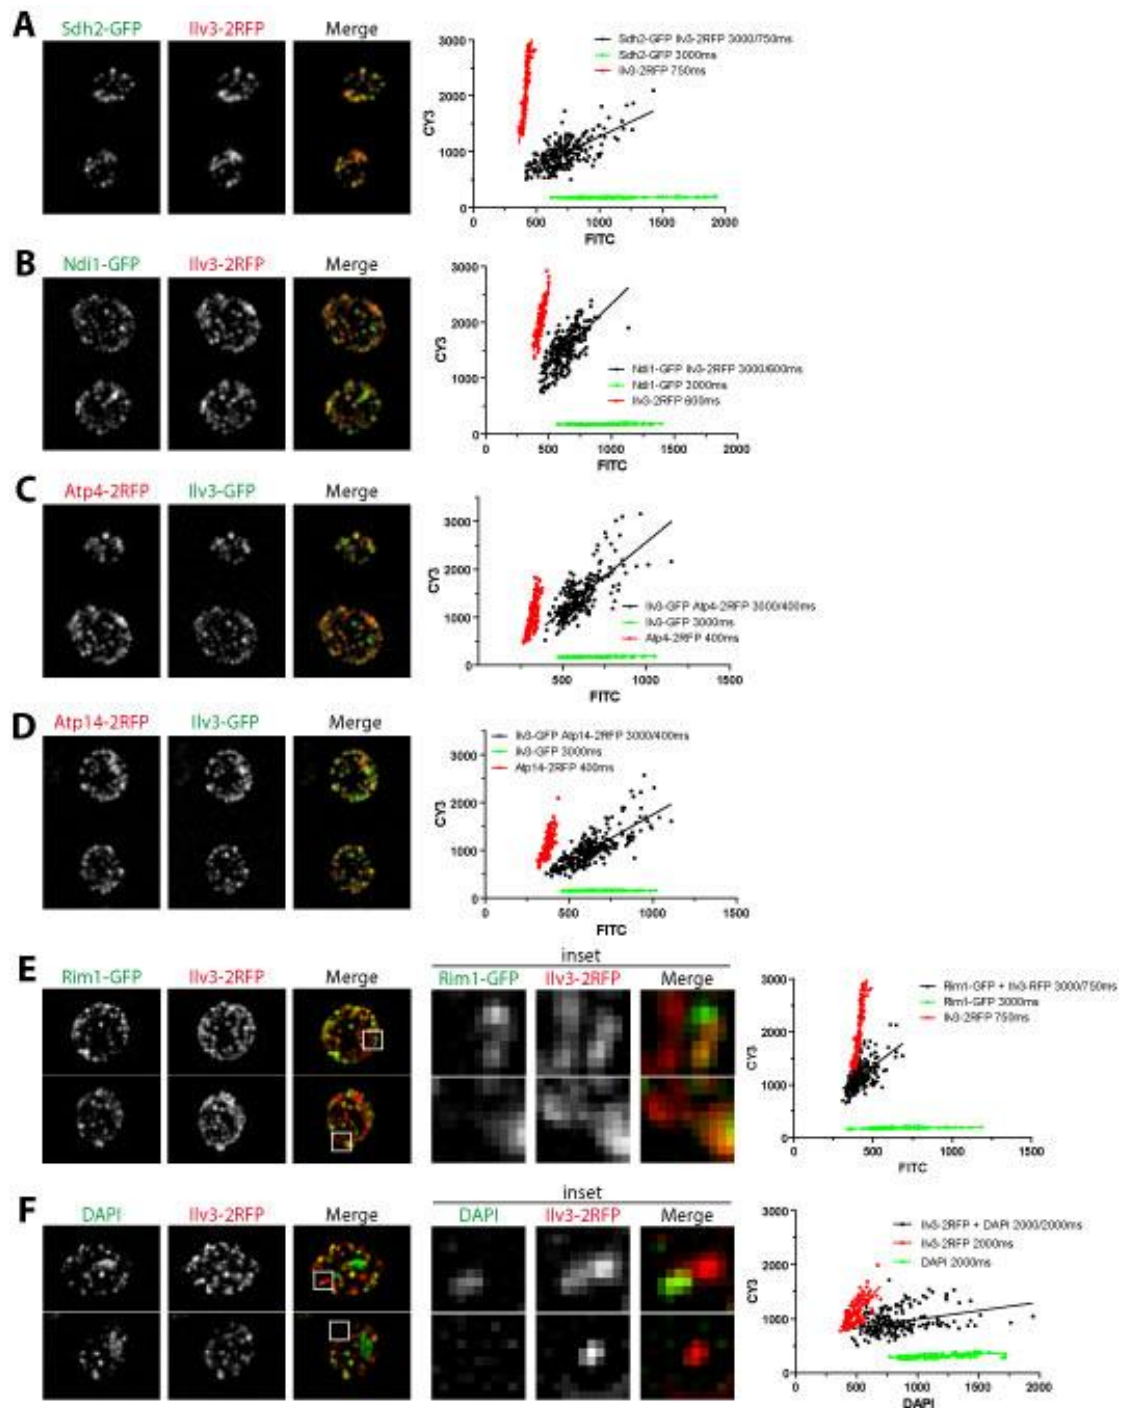 A
Sdh2-GFP Ilv3-2RFP Merge
Sdh2-GFP Ilv3-2RFP 3000/750ms
Sdh2-GFP 3000ms
Ilv3-2RFP 750ms
CY3
3000
2000
1000
0
0 500 1000 1500 2000
FITC
B
Ndi1-GFP Ilv3-2RFP Merge
CY3
3000
2000
1000
0
Ndi1-GFP Ilv3-2RFP 3000/600ms
Ndi1-GFP 3000ms
Ilv3-2RFP 600ms
0 500 1000 1500 2000
FITC
C
Atp4-2RFP Ilv3-GFP Merge
CY3
3000
2000
1000
0
Ilv3-GFP Atp4-2RFP 3000/400ms
Ilv3-GFP 3000ms
Atp4-2RFP 400ms
500 1000 1500
FITC
D
Atp14-2RFP Ilv3-GFP Merge
Ilv3-GFP Atp14-2RFP 3000/400ms
Ilv3-GFP 3000ms
Atp14-2RFP 400ms
CY3
3000
2000
1000
0
0 500 1000 1500
FITC
E
Rim1-GFP Ilv3-2RFP Merge
inset
Rim1-GFP Ilv3-2RFP Merge
Rim1-GFP + Ilv3-RFP 3000/750ms
Rim1-GFP 3000ms
Ilv3-2RFP 750ms
CY3
3000
2000
1000
0
0 500 1000 1500
FITC
F
DAPI Ilv3-2RFP Merge
inset
DAPI Ilv3-2RFP Merge
Ilv3-2RFP + DAPI 2000/2000ms
Ilv3-2RFP 2000ms
DAPI 2000ms
CY3
3000
2000
1000
0
0 500 1000 1500 2000
DAPI